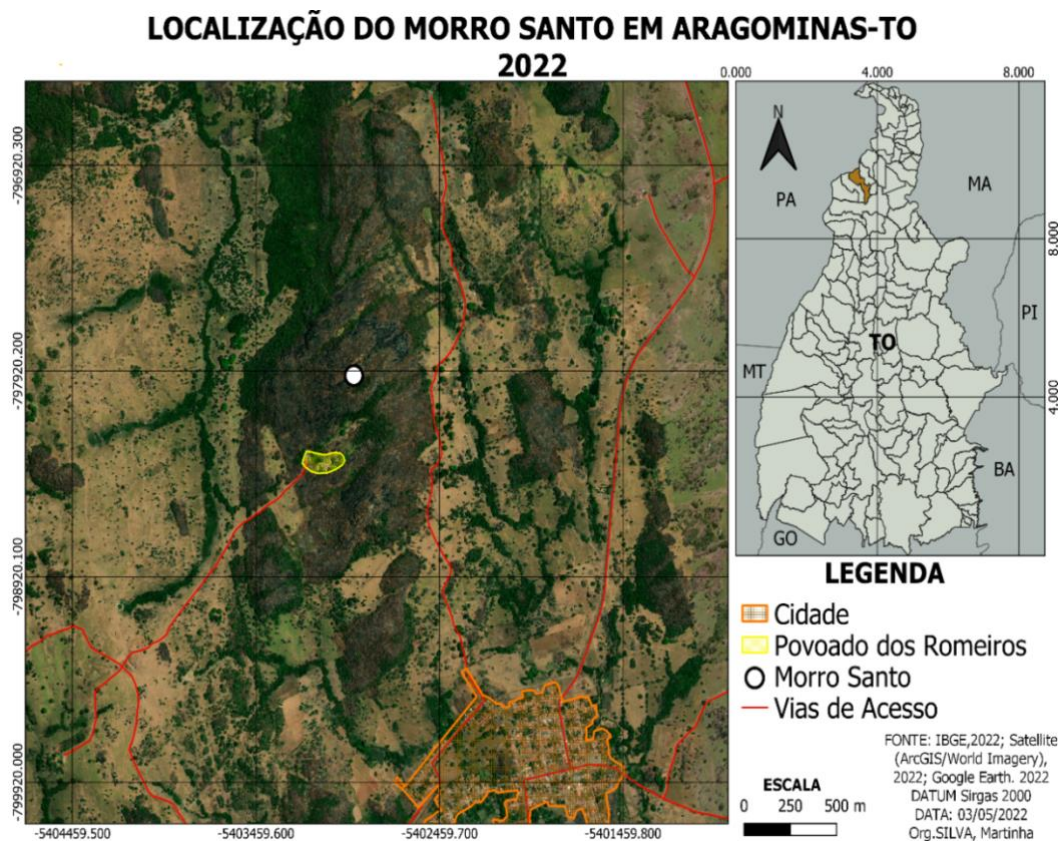 LOCALIZAÇÃO DO MORRO SANTO EM ARAGOMINAS-TO
2022
0.000 4.000 8.000
-796920.300
-797920.200
-798920.100
-799920.000
-5404459.500 -5403459.600 -5402459.700 -5401459.800
N
PA
MA
8.000
PI
TO
MT
4.000
BA
GO
LEGENDA
Cidade
Povoado dos Romeiros
Morro Santo
Vias de Acesso
ESCALA
0 250 500 m
FONTE: IBGE,2022; Satellite
(ArcGIS/World Imagery),
2022; Google Earth. 2022
DATUM Sirgas 2000
DATA: 03/05/2022
Org.SILVA, Martinha